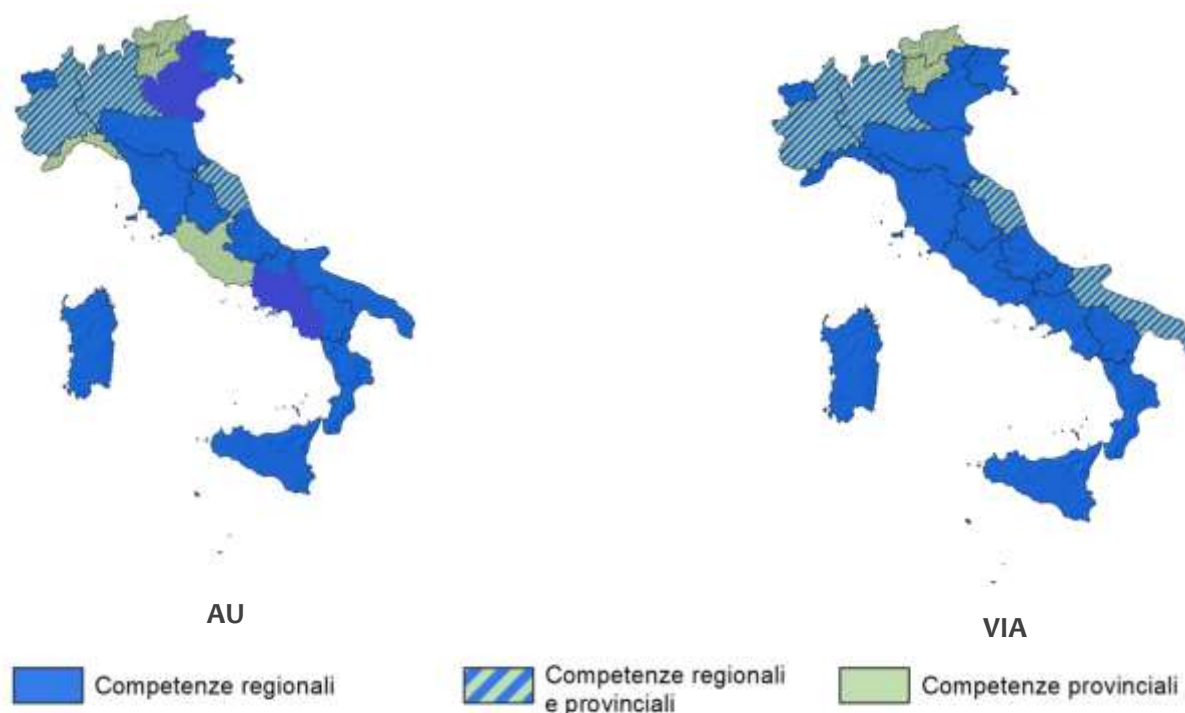 AU
VIA
Competenze regionali
Competenze regionali
e provinciali
Competenze provinciali